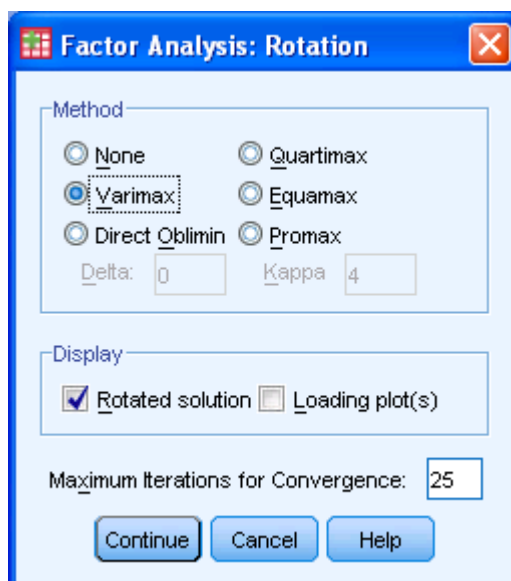 Factor Analysis: Rotation
Method
None Quartimax
Varimax Equamax
Direct Oblimin Promax
Delta: 0 Kappa 4
Display
Rotated solution Loading plot(s)
Maximum Iterations for Convergence: 25
Continue Cancel Help